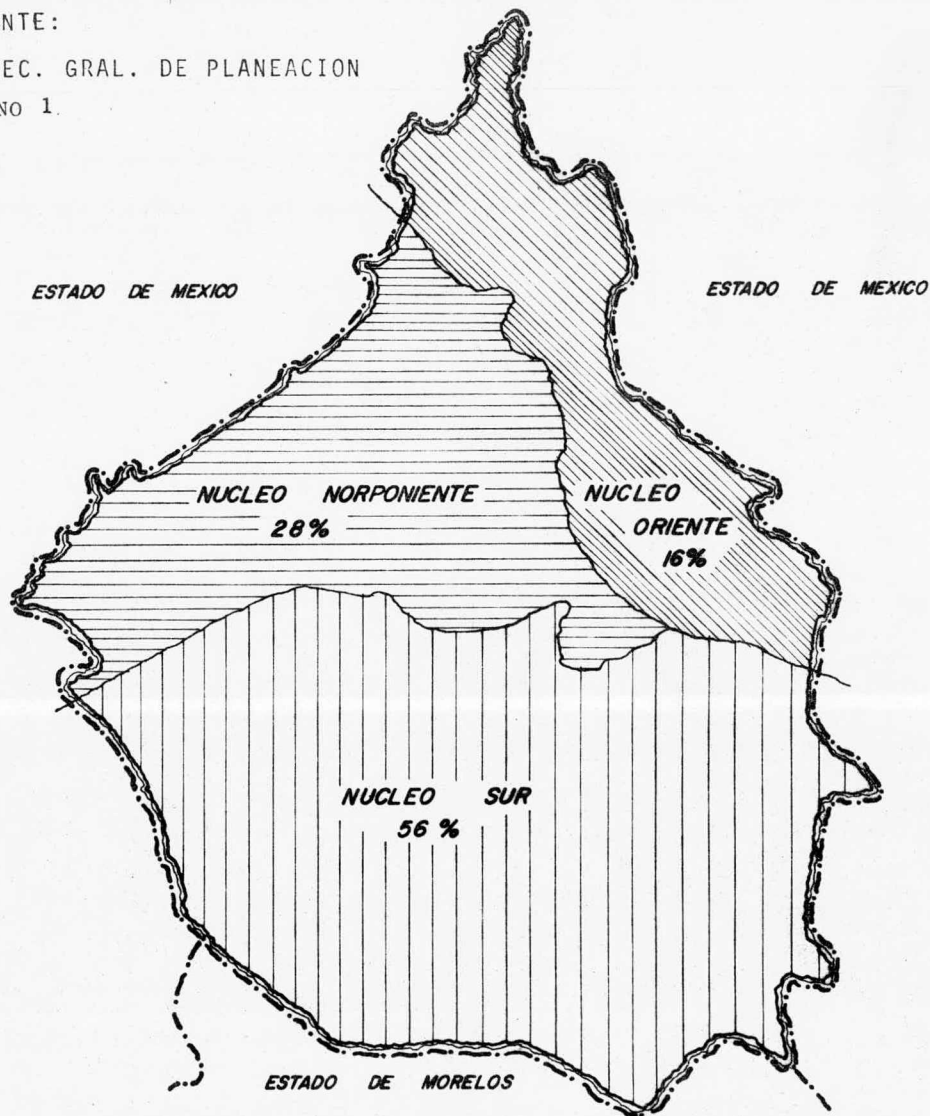 NTE:
EC. GRAL. DE PLANEACION
NO 1.
ESTADO DE MEXICO
ESTADO DE MEXICO
NUCLEO NORPONIENTE
28%
NUCLEO
ORIENTE
16%
NUCLEO SUR
56 %
ESTADO DE MORELOS